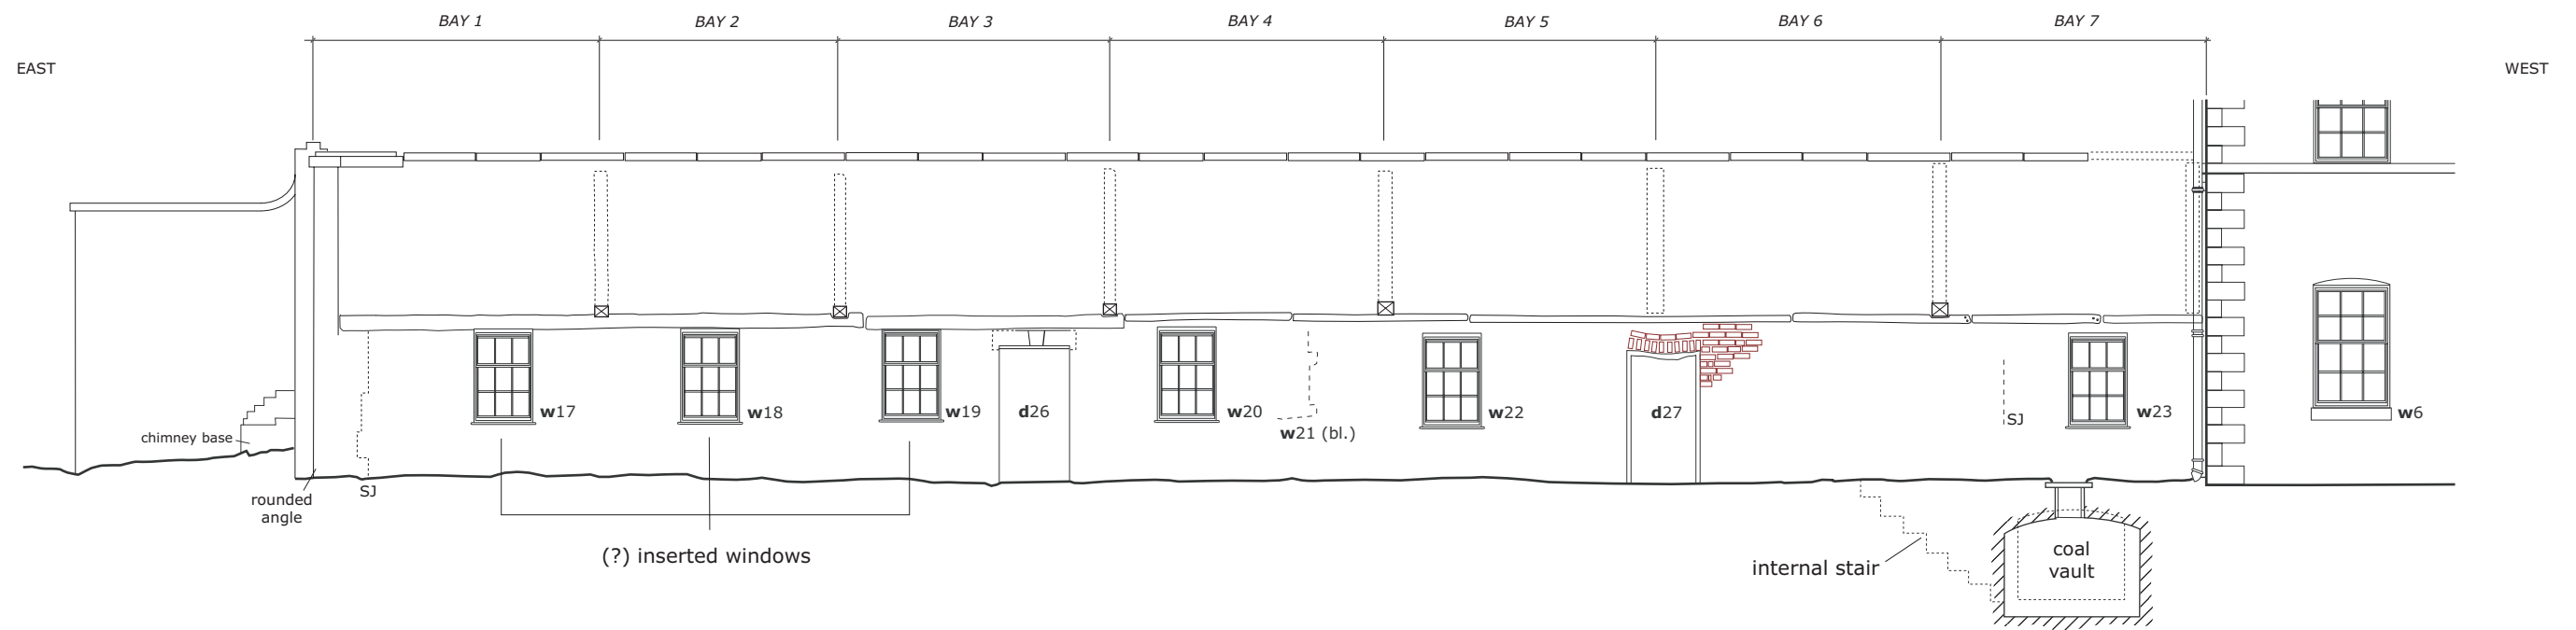 BAY 1
BAY 2
BAY 3
BAY 4
BAY 5
BAY 6
BAY 7
EAST
WEST
w17
w18
w19
d26
w20
w21 (bl.)
w22
d27
SJ
w23
w6
chimney base
rounded
angle
SJ
(?) inserted windows
internal stair
coal
vault